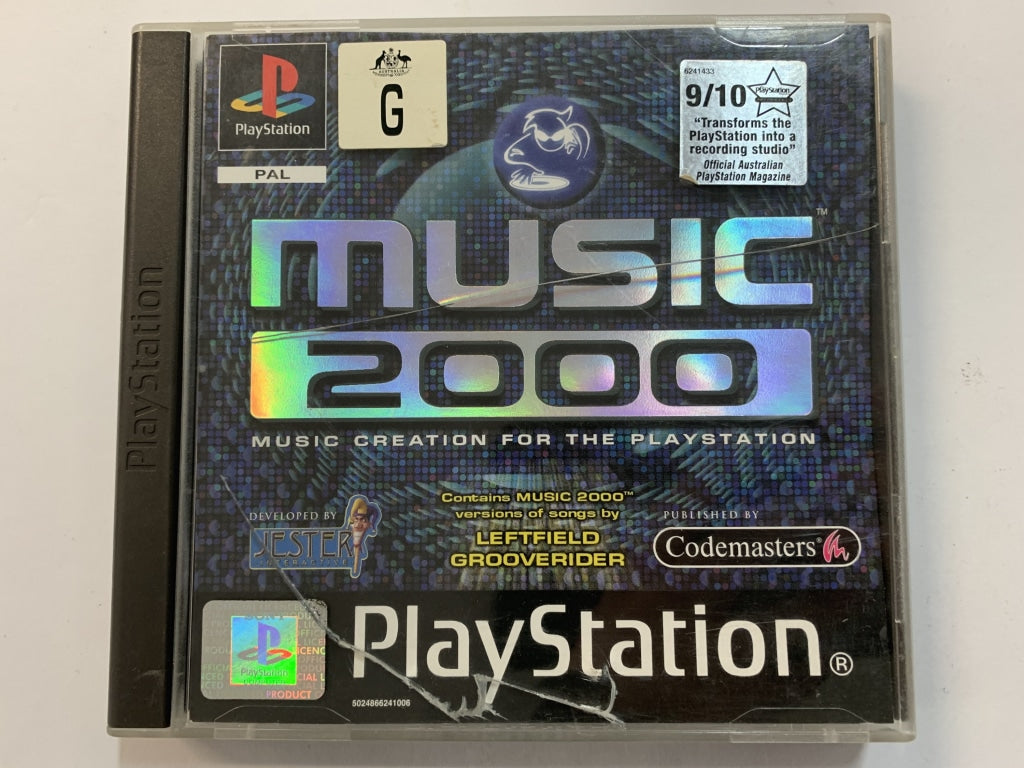 PlayStation
PlayStation
PAL
AUSTRALIA
G
6241433
9/10
PlayStation
"Transforms the
PlayStation into a
recording studio"
Official Australian
PlayStation Magazine
MUSIC™
2000
MUSIC CREATION FOR THE PLAYSTATION
DEVELOPED BY
JESTER
INTERACTIVE
Contains MUSIC 2000™
versions of songs by
LEFTFIELD
GROOVERIDER
PUBLISHED BY
Codemasters
PlayStation
PRODUCT
PlayStation®
5024866241006